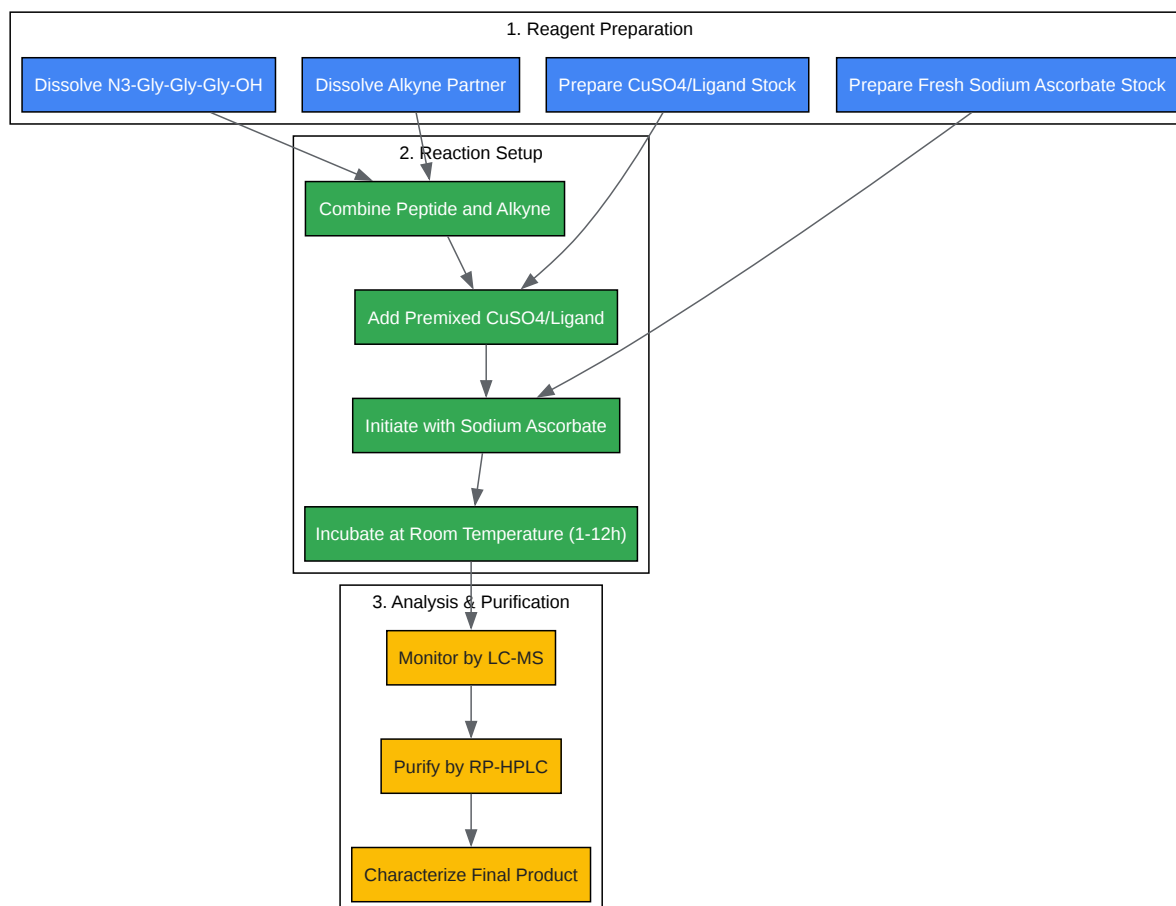 1. Reagent Preparation
Dissolve N3-Gly-Gly-Gly-OH
Dissolve Alkyne Partner
Prepare CuSO4/Ligand Stock
Prepare Fresh Sodium Ascorbate Stock
2. Reaction Setup
Combine Peptide and Alkyne
Add Premixed CuSO4/Ligand
Initiate with Sodium Ascorbate
Incubate at Room Temperature (1-12h)
3. Analysis & Purification
Monitor by LC-MS
Purify by RP-HPLC
Characterize Final Product